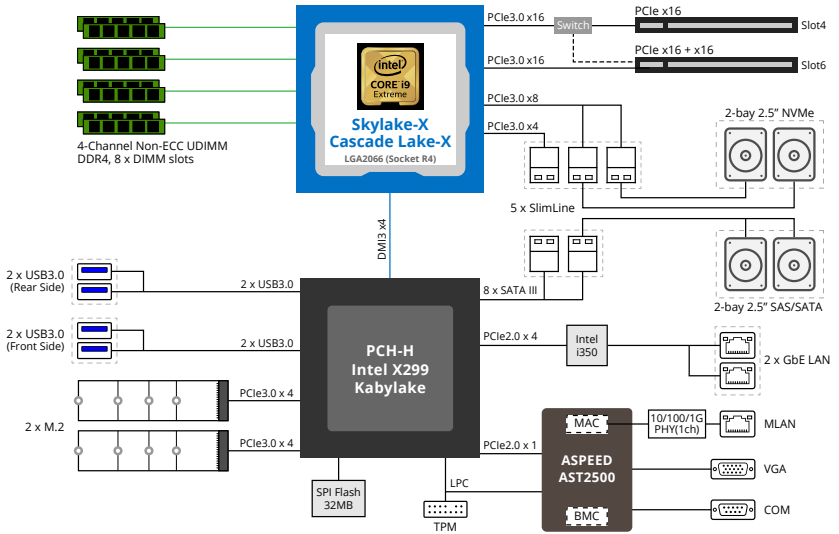 PCIe3.0 x16
Switch
PCIe x16
Slot4
PCIe3.0 x16
PCIe x16 + x16
Slot6
intel
CORE i9
Extreme
Skylake-X
Cascade Lake-X
LGA2066 (Socket R4)
4-Channel Non-ECC UDIMM
DDR4, 8 x DIMM slots
PCIe3.0 x8
PCIe3.0 x4
2-bay 2.5” NVMe
5 x SlimLine
DMI3 x4
2 x USB3.0
(Rear Side)
2 x USB3.0
8 x SATA III
2-bay 2.5” SAS/SATA
2 x USB3.0
(Front Side)
2 x USB3.0
PCH-H
Intel X299
Kabylake
PCIe2.0 x 4
Intel
i350
2 x GbE LAN
2 x M.2
PCIe3.0 x 4
PCIe3.0 x 4
PCIe2.0 x 1
MAC
10/100/1G
PHY(1ch)
MLAN
ASPEED
AST2500
VGA
BMC
COM
SPI Flash
32MB
LPC
TPM